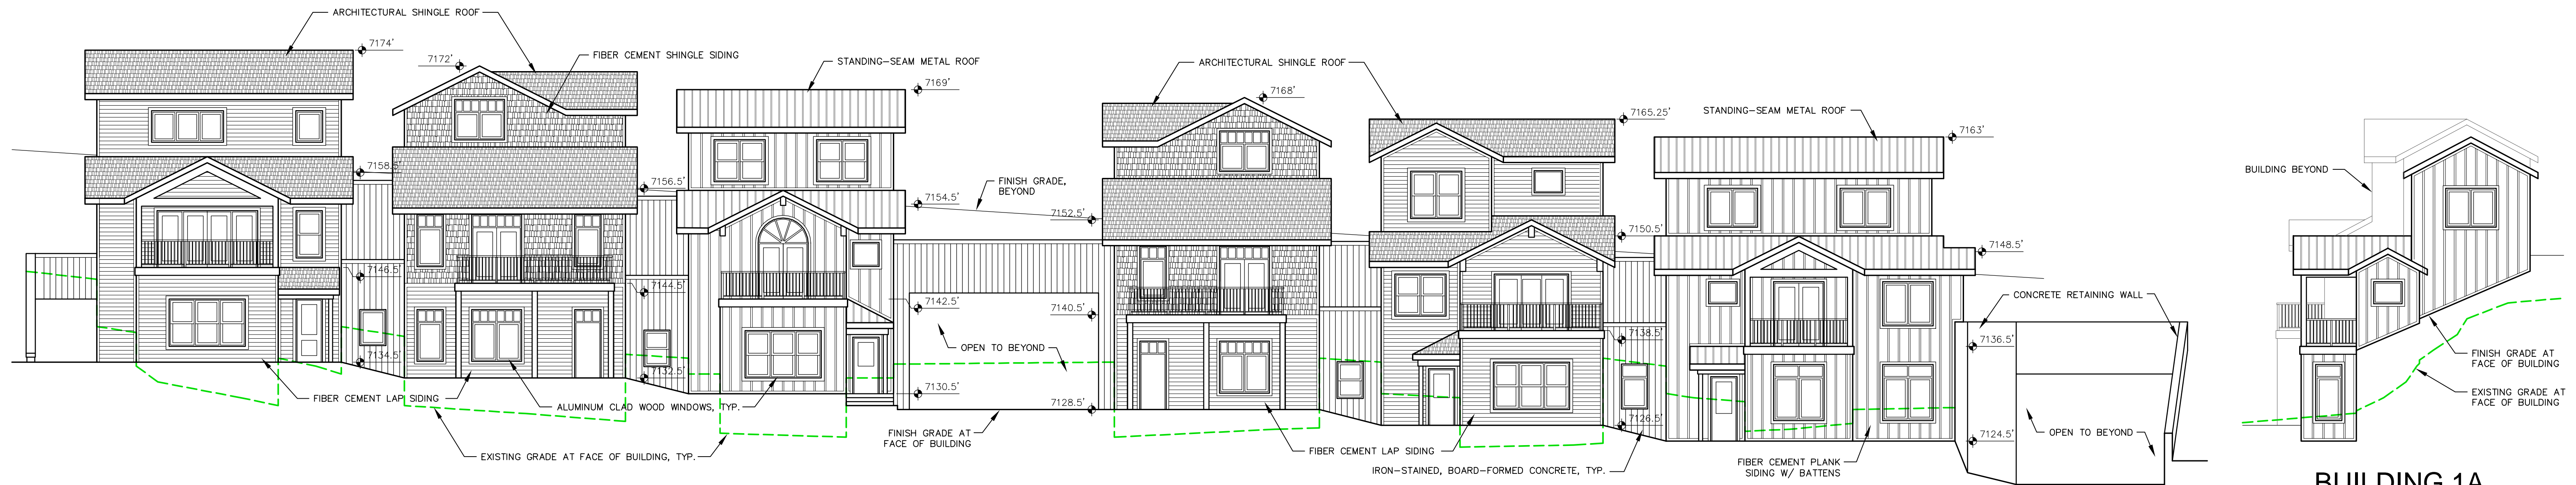 ARCHITECTURAL SHINGLE ROOF
7174'
7172'
FIBER CEMENT SHINGLE SIDING
STANDING-SEAM METAL ROOF
7169'
ARCHITECTURAL SHINGLE ROOF
7168'
7165.25'
STANDING-SEAM METAL ROOF
7163'
7158.5'
7156.5'
7154.5'
FINISH GRADE,
BEYOND
7152.5'
7150.5'
7148.5'
BUILDING BEYOND
7146.5'
7144.5'
7142.5'
7140.5'
7138.5'
7136.5'
CONCRETE RETAINING WALL
7134.5'
7132.5'
7130.5'
7128.5'
7126.5'
7124.5'
OPEN TO BEYOND
FINISH GRADE AT
FACE OF BUILDING
EXISTING GRADE AT
FACE OF BUILDING
FIBER CEMENT LAP SIDING
ALUMINUM CLAD WOOD WINDOWS, TYP.
FINISH GRADE AT
FACE OF BUILDING
EXISTING GRADE AT FACE OF BUILDING, TYP.
FIBER CEMENT LAP SIDING
IRON-STAINED, BOARD-FORMED CONCRETE, TYP.
FIBER CEMENT PLANK
SIDING W/ BATTENS
OPEN TO BEYOND
BUILDING 1A